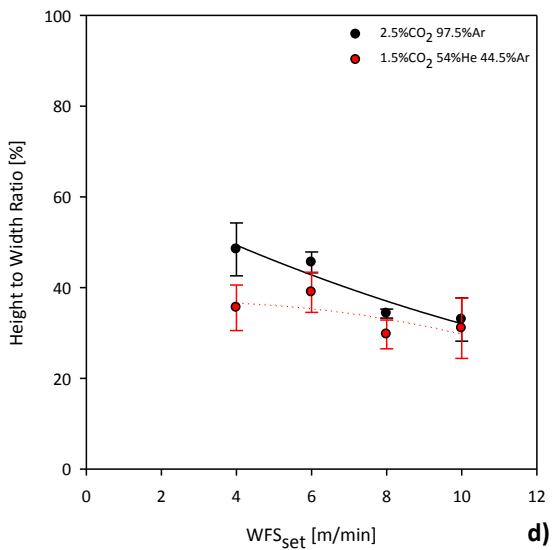 100
80
60
40
20
0
Height to Width Ratio [%]
2.5%CO₂ 97.5%Ar
1.5%CO₂ 54%He 44.5%Ar
0 2 4 6 8 10 12
WFSset [m/min]
d)